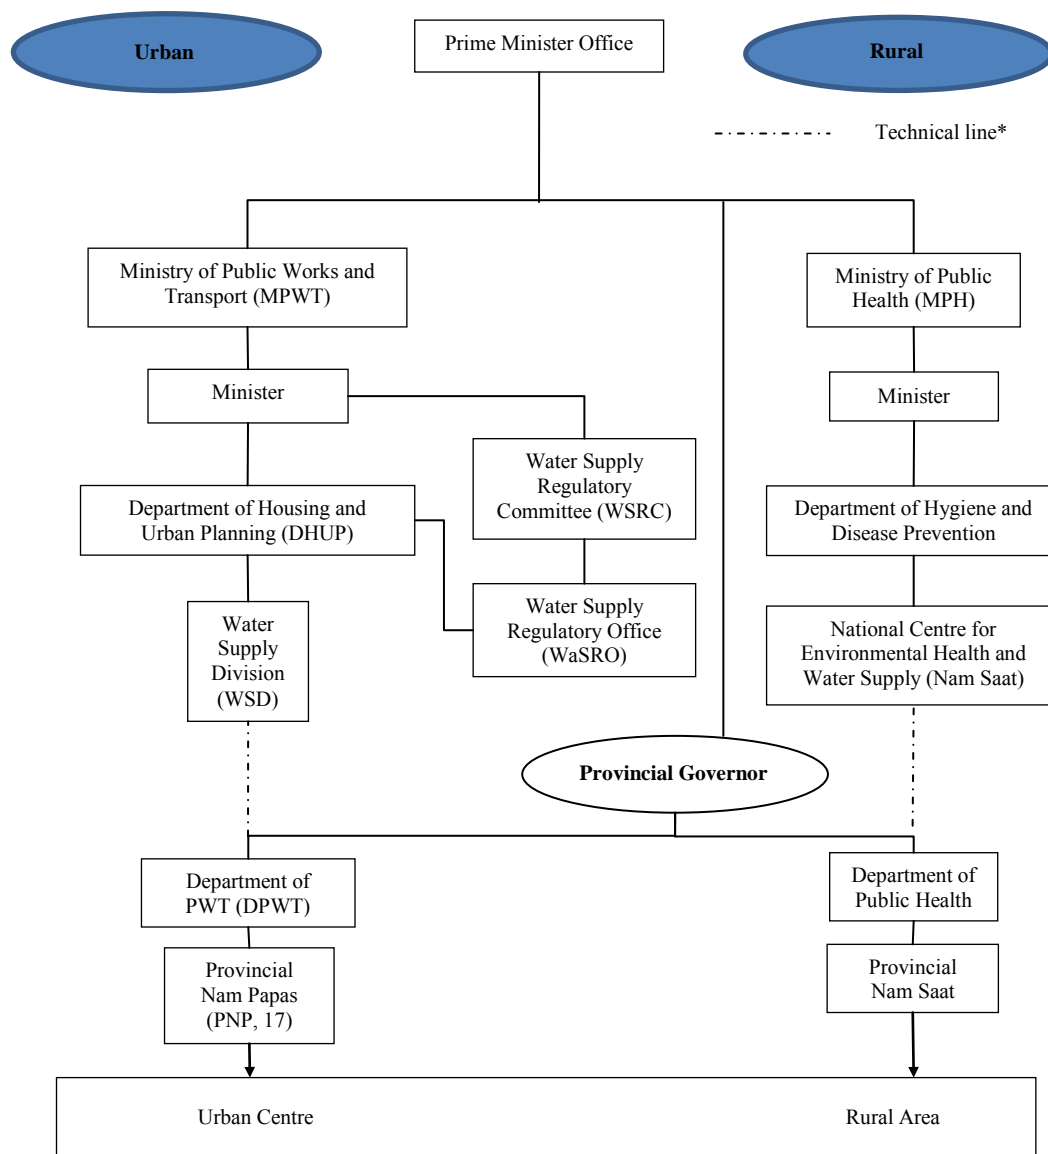 Urban
Prime Minister Office
Rural
Technical line*
Ministry of Public Works and
Transport (MPWT)
Ministry of Public
Health (MPH)
Minister
Minister
Water Supply
Regulatory
Committee (WSRC)
Department of Housing and
Urban Planning (DHUP)
Department of Hygiene and
Disease Prevention
Water
Supply
Division
(WSD)
Water Supply
Regulatory Office
(WaSRO)
National Centre for
Environmental Health and
Water Supply (Nam Saat)
Provincial Governor
Department of
PWT (DPWT)
Department of
Public Health
Provincial
Nam Papas
(PNP, 17)
Provincial
Nam Saat
Urban Centre
Rural Area